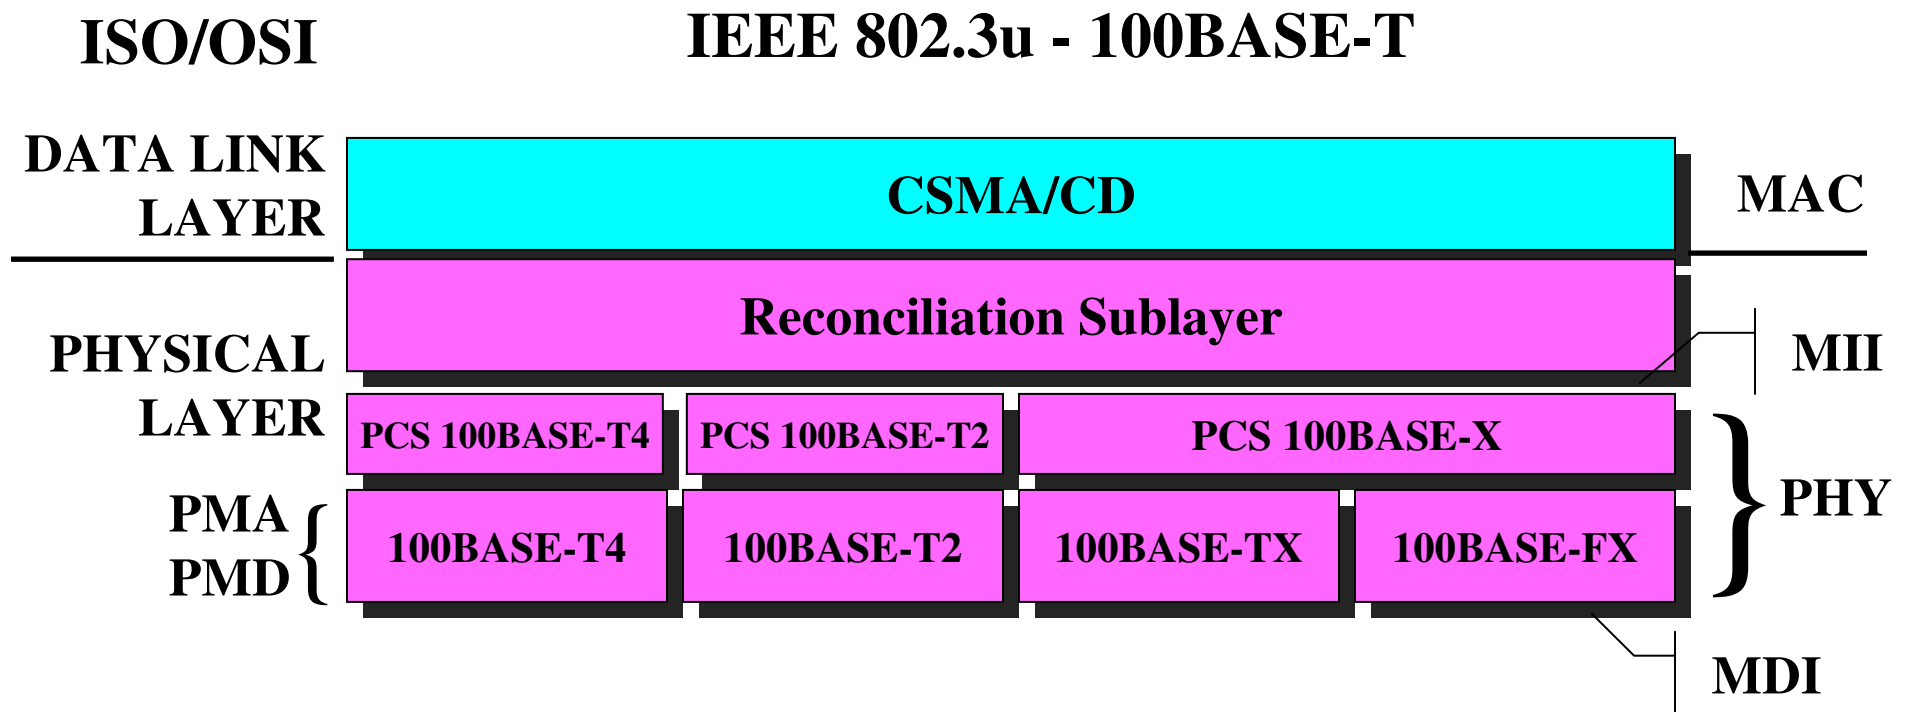 ISO/OSI
IEEE 802.3u - 100BASE-T
DATA LINK
LAYER
CSMA/CD
MAC
Reconciliation Sublayer
PHYSICAL
LAYER
MII
PCS 100BASE-T4
PCS 100BASE-T2
PCS 100BASE-X
PHY
PMA
PMD
100BASE-T4
100BASE-T2
100BASE-TX
100BASE-FX
MDI